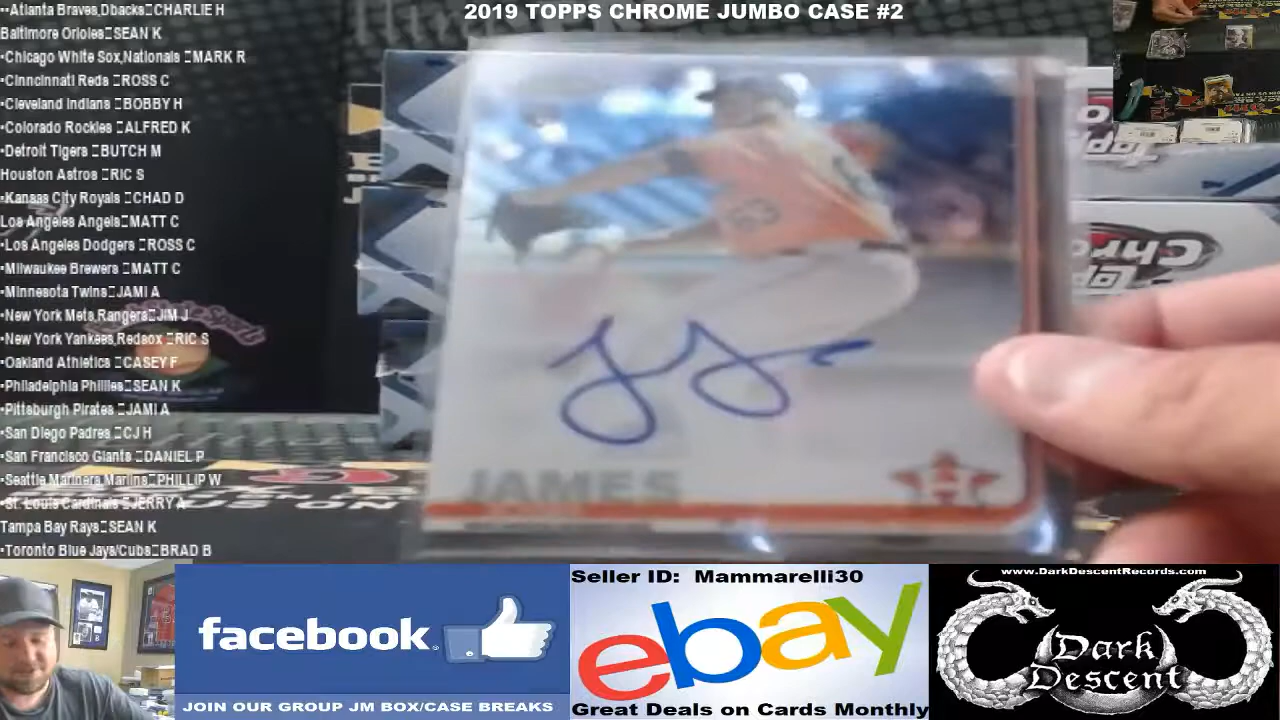 2019 TOPPS CHROME JUMBO CASE #2
••Atlanta Braves,Dbacks CHARLIE H
Baltimore Orioles SEAN K
•Chicago White Sox,Nationals MARK R
•Cinncinnati Reds ROSS C
•Cleveland Indians BOBBY H
•Colorado Rockies ALFRED K
•Detroit Tigers BUTCH M
Houston Astros RIC S
•Kansas City Royals CHAD D
Los Angeles Angels MATT C
•Los Angeles Dodgers ROSS C
•Milwaukee Brewers MATT C
•Minnesota Twins JAMI A
•New York Mets,Rangers JIM J
•New York Yankees,Redsox ERIC S
•Oakland Athletics CASEY F
•Philadelphia Phillies SEAN K
•Pittsburgh Pirates JAMI A
•San Diego Padres CJ H
•San Francisco Giants DANIEL P
•Seattle Mariners,Marlins PHILLIP W
•St. Louis Cardinals JERRY A
Tampa Bay Rays SEAN K
•Toronto Blue Jays/Cubs BRAD B
63
JAMES
H
Topps
Chro
Topp
facebook
JOIN OUR GROUP JM BOX/CASE BREAKS
Seller ID: Mammarelli30
ebay
Great Deals on Cards Monthly
www.DarkDescentRecords.com
Dark
Descent